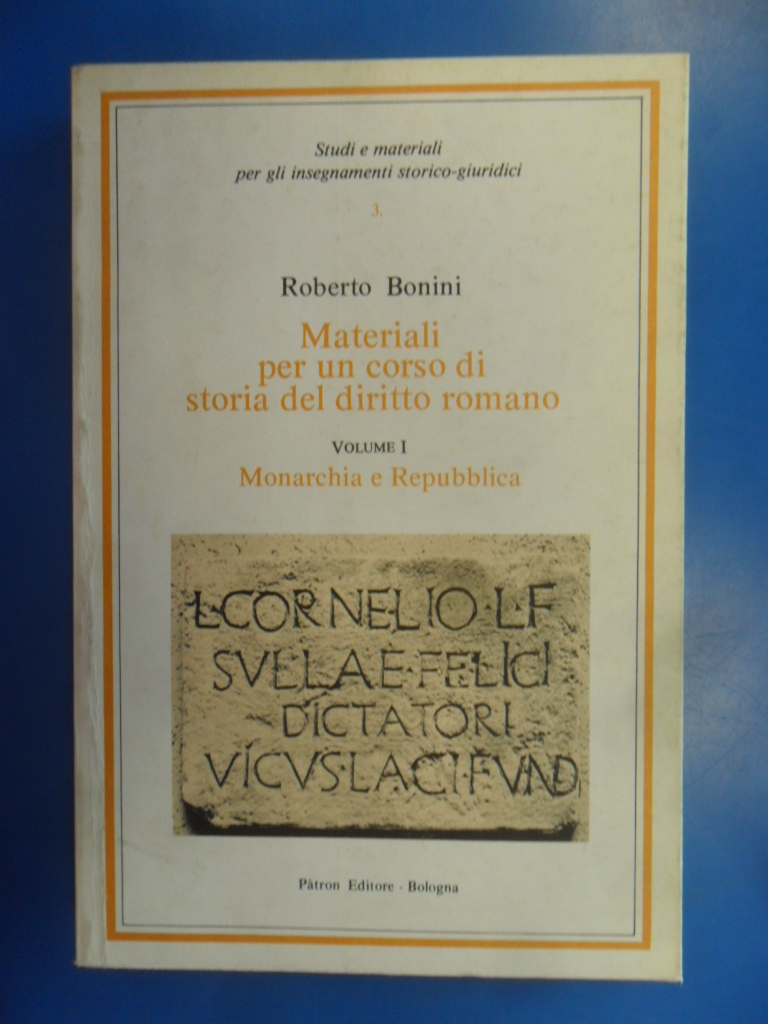 Studi e materiali
per gli insegnamenti storico-giuridici
3.
Roberto Bonini
Materiali
per un corso di
storia del diritto romano
VOLUME I
Monarchia e Repubblica
L·CORNELIO·L·F
SVLLAE·FELICI
DICTATORI
VICVS·LACI·FVND
Pàtron Editore - Bologna